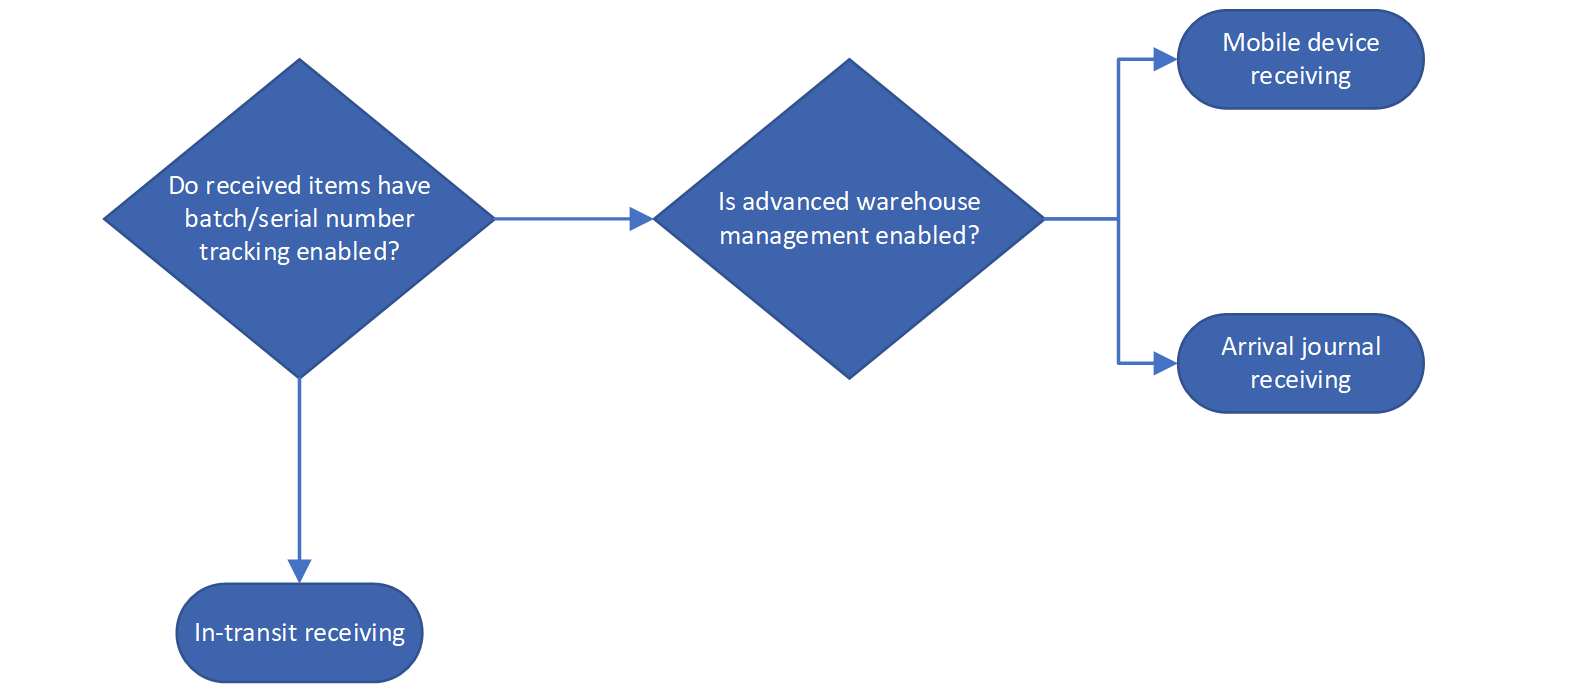 Do received items have
batch/serial number
tracking enabled?
Is advanced warehouse
management enabled?
Mobile device
receiving
Arrival journal
receiving
In-transit receiving